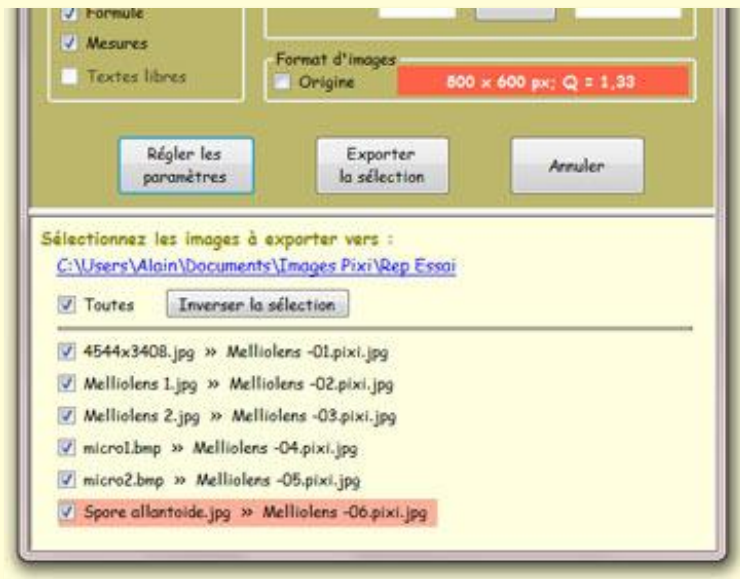 Formule
Mesures
Textes libres
Format d'images
Origine
800 x 600 px; Q = 1,33
Régler les
paramètres
Exporter
la sélection
Annuler
Sélectionnez les images à exporter vers :
C:\Users\Alain\Documents\Images Pixi\Rep Essai
Toutes
Inverser la sélection
4544x3408.jpg » Melliolens -01.pixi.jpg
Melliolens 1.jpg » Melliolens -02.pixi.jpg
Melliolens 2.jpg » Melliolens -03.pixi.jpg
micro1.bmp » Melliolens -04.pixi.jpg
micro2.bmp » Melliolens -05.pixi.jpg
Spore allantoide.jpg » Melliolens -06.pixi.jpg